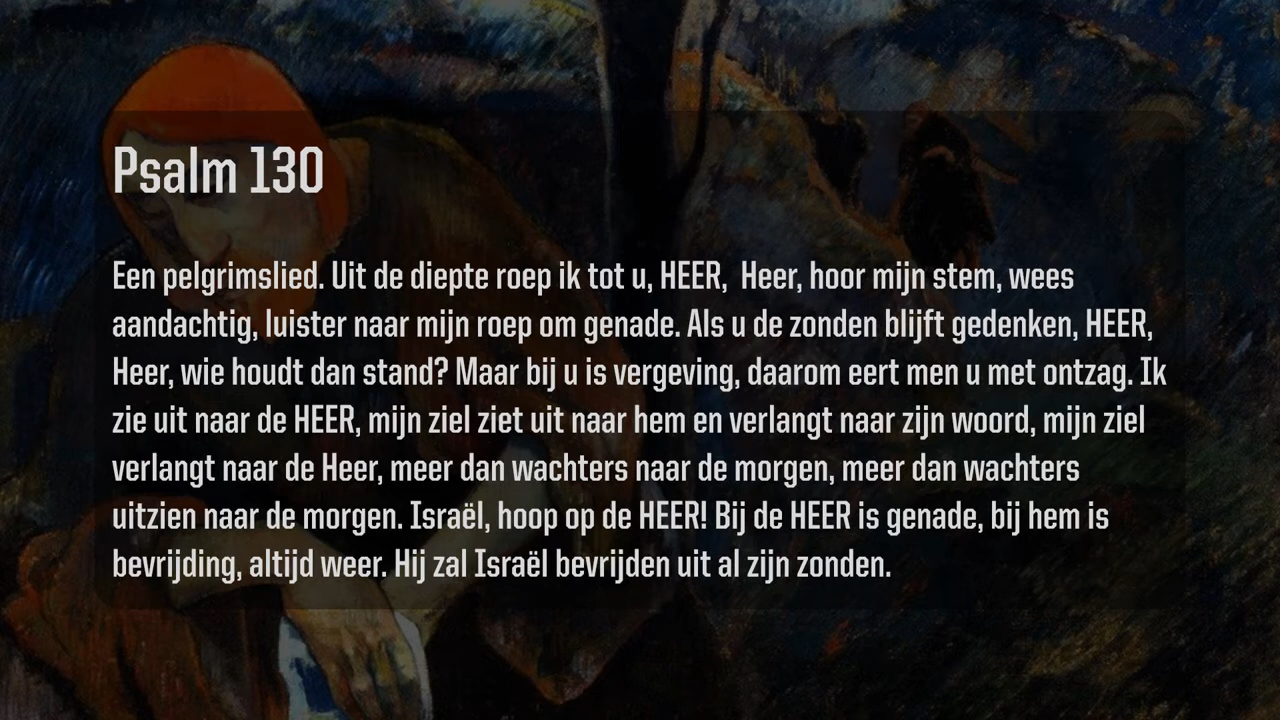 Psalm 130
Een pelgrimslied. Uit de diepte roep ik tot u, HEER,  Heer, hoor mijn stem, wees
aandachtig, luister naar mijn roep om genade. Als u de zonden blijft gedenken, HEER,
Heer, wie houdt dan stand? Maar bij u is vergeving, daarom eert men u met ontzag. Ik
zie uit naar de HEER, mijn ziel ziet uit naar hem en verlangt naar zijn woord, mijn ziel
verlangt naar de Heer, meer dan wachters naar de morgen, meer dan wachters
uitzien naar de morgen. Israël, hoop op de HEER! Bij de HEER is genade, bij hem is
bevrijding, altijd weer. Hij zal Israël bevrijden uit al zijn zonden.